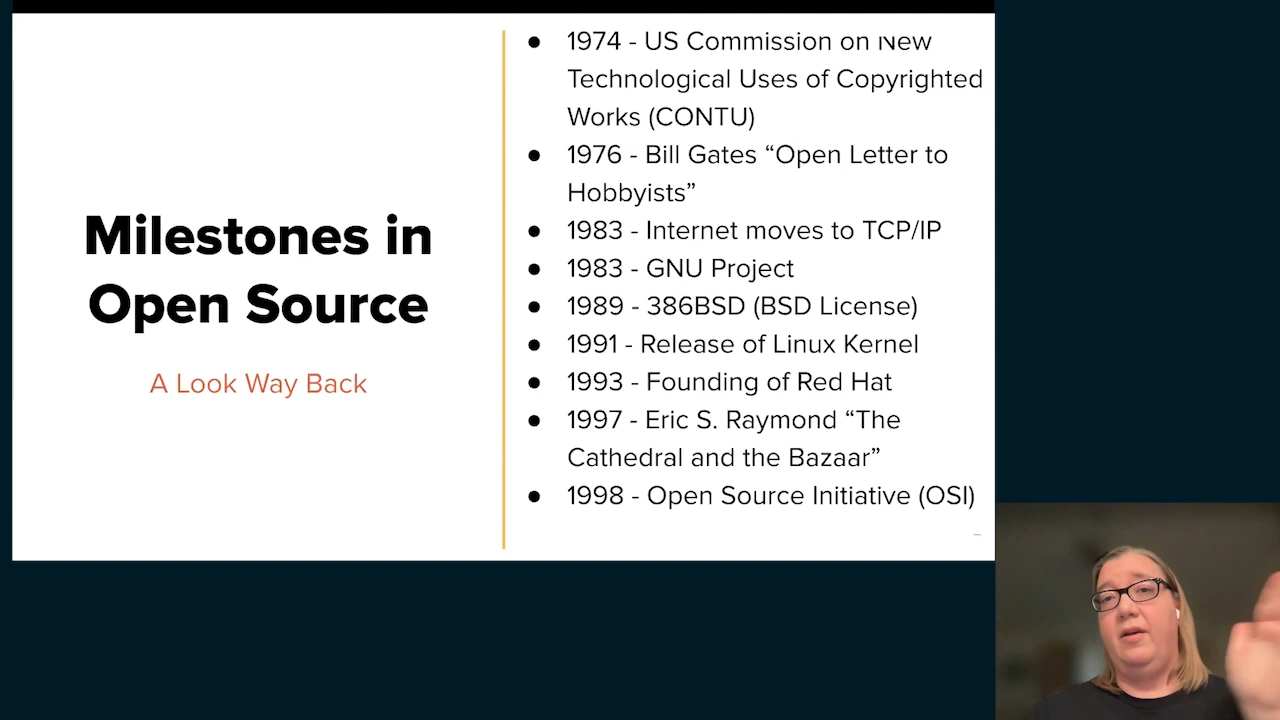 Milestones in
Open Source
A Look Way Back
● 1974 - US Commission on New
Technological Uses of Copyrighted
Works (CONTU)
● 1976 - Bill Gates “Open Letter to
Hobbyists”
● 1983 - Internet moves to TCP/IP
● 1983 - GNU Project
● 1989 - 386BSD (BSD License)
● 1991 - Release of Linux Kernel
● 1993 - Founding of Red Hat
● 1997 - Eric S. Raymond “The
Cathedral and the Bazaar”
● 1998 - Open Source Initiative (OSI)